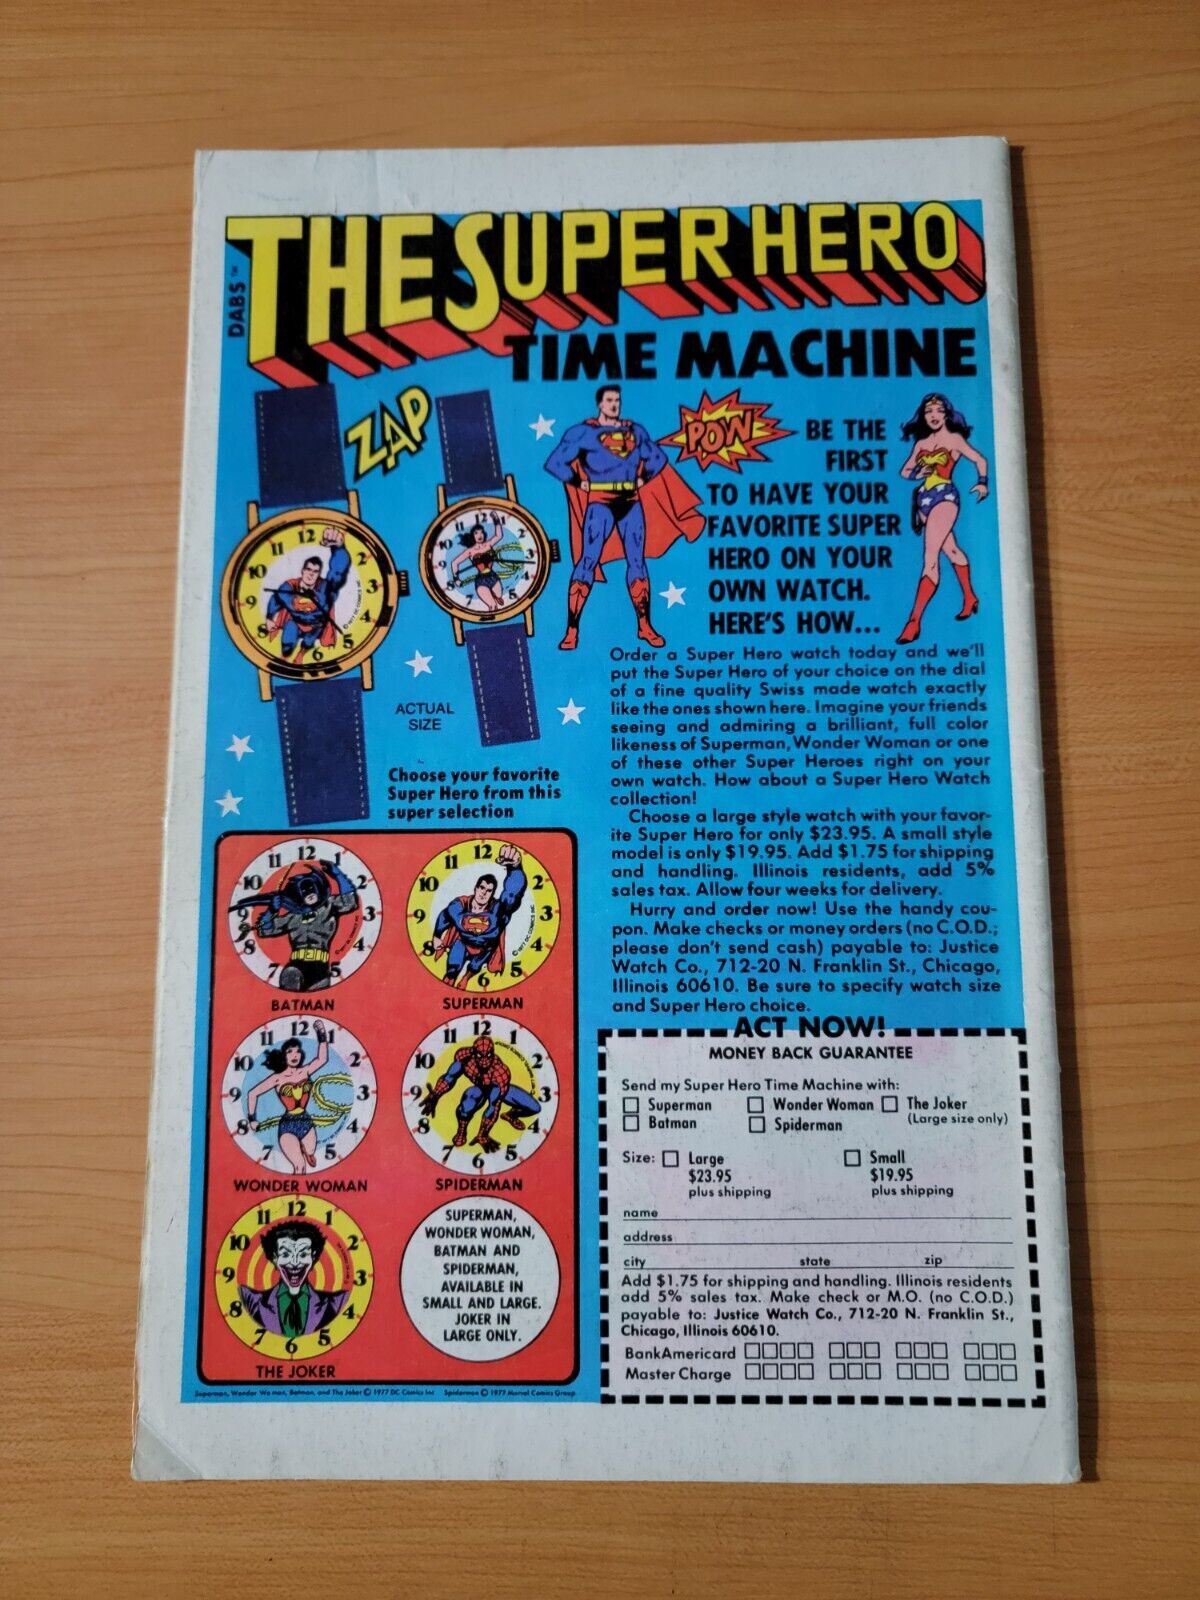 DABS™
THE SUPER HERO
TIME MACHINE
ZAP
POW
BE THE
FIRST
TO HAVE YOUR
FAVORITE SUPER
HERO ON YOUR
OWN WATCH.
HERE'S HOW...
ACTUAL
SIZE
Choose your favorite
Super Hero from this
super selection
Order a Super Hero watch today and we'll
put the Super Hero of your choice on the dial
of a fine quality Swiss made watch exactly
like the ones shown here. Imagine your friends
seeing and admiring a brilliant, full color
likeness of Superman, Wonder Woman or one
of these other Super Heroes right on your
own watch. How about a Super Hero Watch
collection!
Choose a large style watch with your favor-
ite Super Hero for only $23.95. A small style
model is only $19.95. Add $1.75 for shipping
and handling. Illinois residents, add 5%
sales tax. Allow four weeks for delivery.
Hurry and order now! Use the handy cou-
pon. Make checks or money orders (no C.O.D.;
please don't send cash) payable to: Justice
Watch Co., 712-20 N. Franklin St., Chicago,
Illinois 60610. Be sure to specify watch size
and Super Hero choice.
BATMAN
SUPERMAN
WONDER WOMAN
SPIDERMAN
THE JOKER
SUPERMAN,
WONDER WOMAN,
BATMAN AND
SPIDERMAN,
AVAILABLE IN
SMALL AND LARGE.
JOKER IN
LARGE ONLY.
Superman, Wonder Woman, Batman, and The Joker © 1977 DC Comics Inc Spiderman © 1977 Marvel Comics Group
ACT NOW!
MONEY BACK GUARANTEE
Send my Super Hero Time Machine with:
Superman Wonder Woman The Joker
Batman Spiderman (Large size only)
Size: Large Small
$23.95 $19.95
plus shipping plus shipping
name
address
city state zip
Add $1.75 for shipping and handling. Illinois residents
add 5% sales tax. Make check or M.O. (no C.O.D.)
payable to: Justice Watch Co., 712-20 N. Franklin St.,
Chicago, Illinois 60610.
BankAmericard
Master Charge